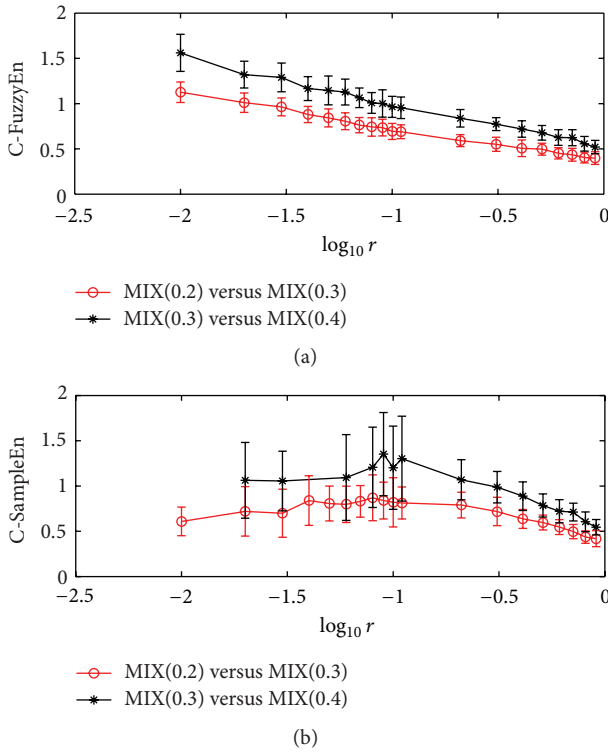 2
1.5
1
0.5
0
C-FuzzyEn
−2.5
−2
−1.5
−1
−0.5
0
log10 r
MIX(0.2) versus MIX(0.3)
MIX(0.3) versus MIX(0.4)
(a)
2
1.5
1
0.5
0
C-SampleEn
−2.5
−2
−1.5
−1
−0.5
0
log10 r
MIX(0.2) versus MIX(0.3)
MIX(0.3) versus MIX(0.4)
(b)